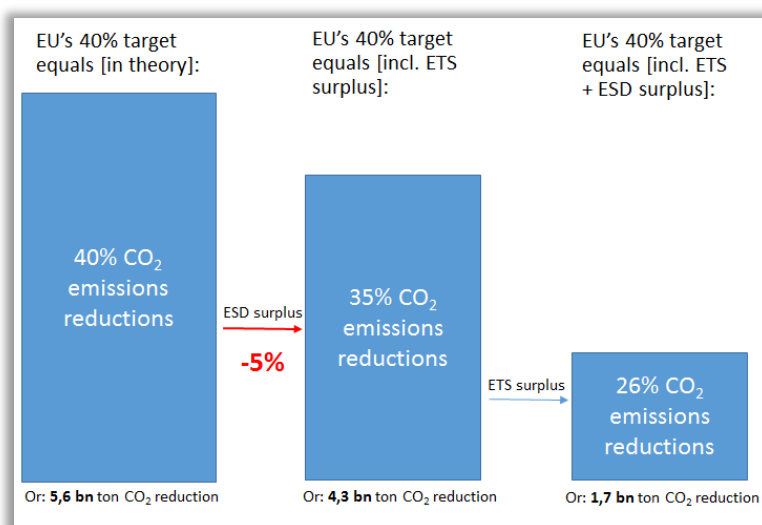 EU's 40% target
equals [in theory]:
EU's 40% target
equals [incl. ETS
surplus]:
EU's 40% target
equals [incl. ETS
+ ESD surplus]:
40% CO₂
emissions
reductions
ESD surplus
-5%
35% CO₂
emissions
reductions
ETS surplus
26% CO₂
emissions
reductions
Or: 5,6 bn ton CO₂ reduction
Or: 4,3 bn ton CO₂ reduction
Or: 1,7 bn ton CO₂ reduction